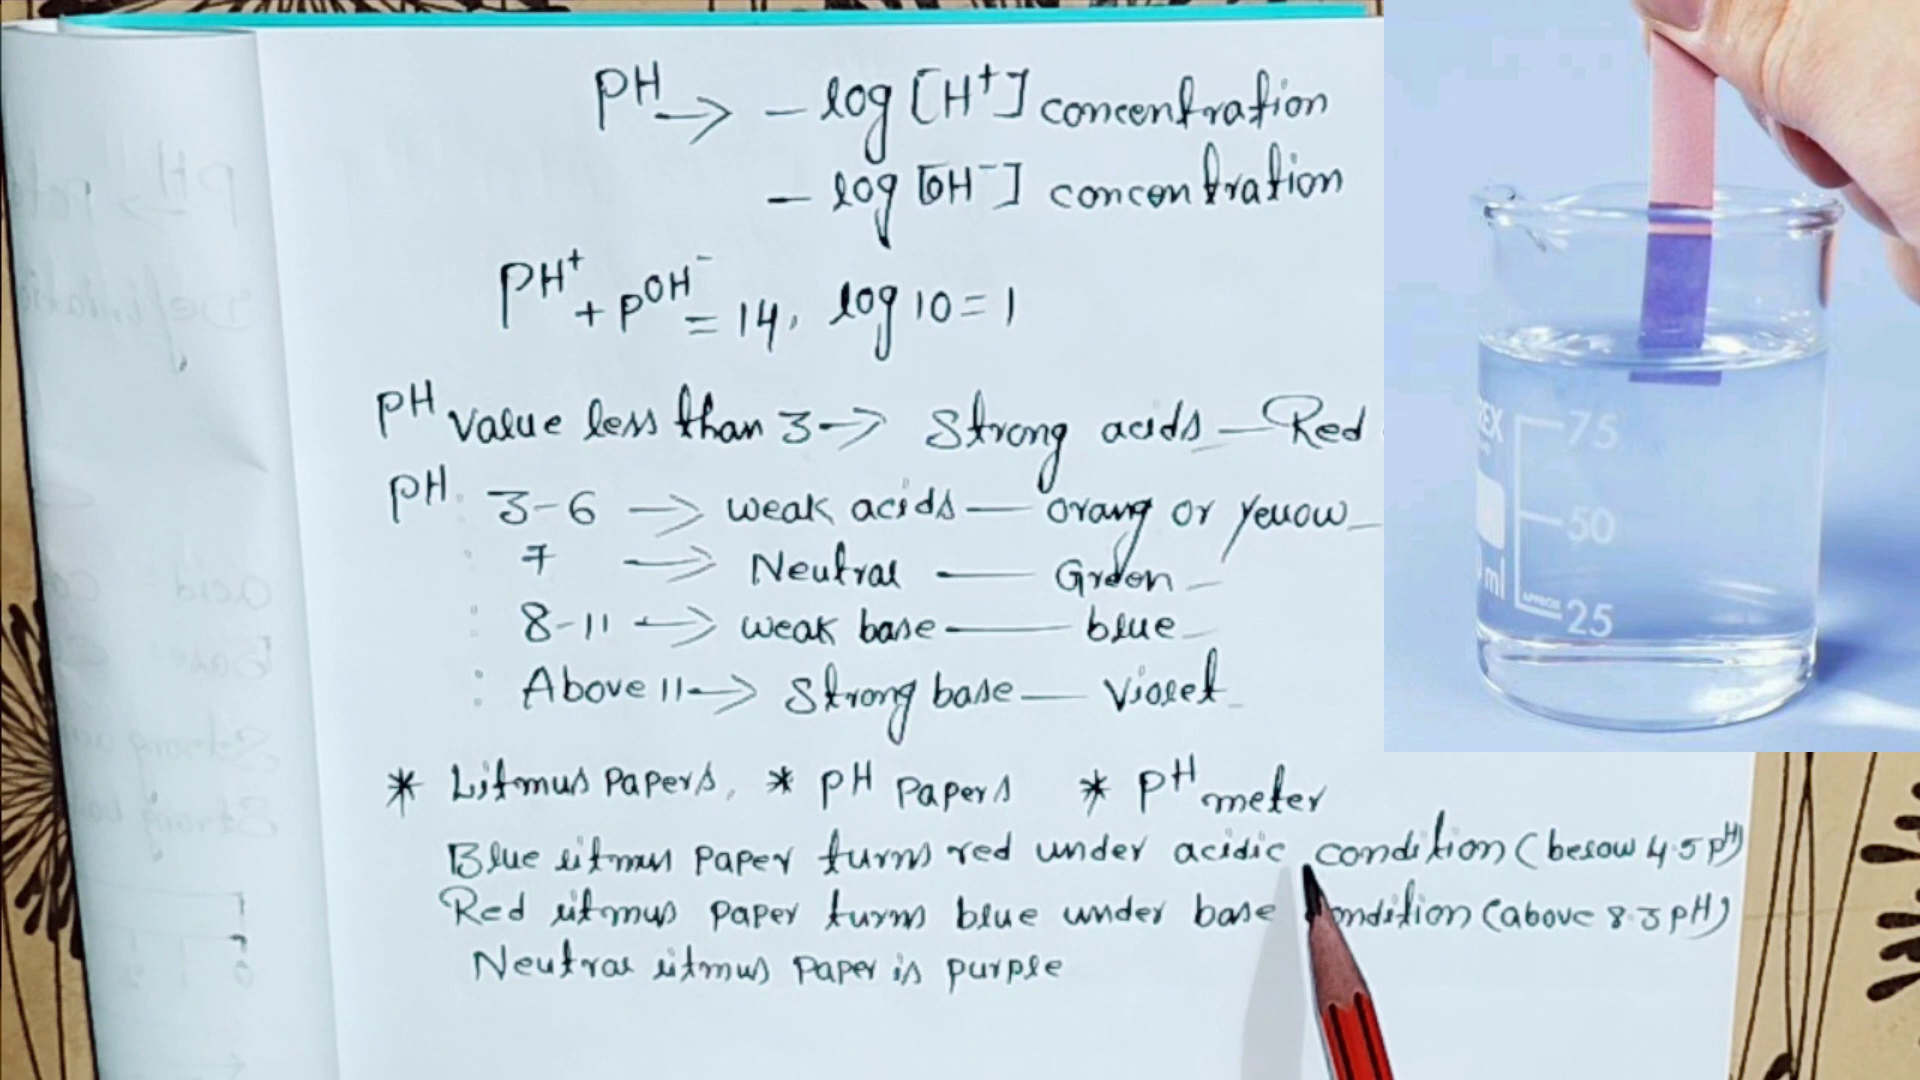 PH → - log [H⁺] concentration
- log [OH⁻] concentration
PH⁺ + POH⁻ = 14, log 10 = 1
PH value less than 3 → Strong acids - Red
PH 3-6 → weak acids - orang or yellow
7 → Neutral - Green
8-11 → weak base - blue
Above 11 → Strong base - Violet
* Litmus Papers, * PH Papers * PH meter
Blue litmus paper turns red under acidic condition (below 4.5 PH)
Red litmus paper turns blue under base condition (above 8.3 PH)
Neutral litmus paper is purple
75
50
ml
APPROX
25